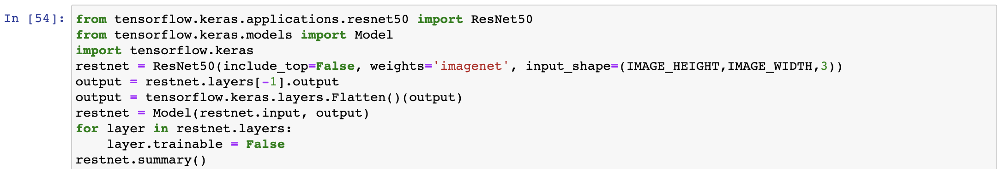 In [54]: from tensorflow.keras.applications.resnet50 import ResNet50
from tensorflow.keras.models import Model
import tensorflow.keras
restnet = ResNet50(include_top=False, weights='imagenet', input_shape=(IMAGE_HEIGHT,IMAGE_WIDTH,3))
output = restnet.layers[-1].output
output = tensorflow.keras.layers.Flatten()(output)
restnet = Model(restnet.input, output)
for layer in restnet.layers:
    layer.trainable = False
restnet.summary()